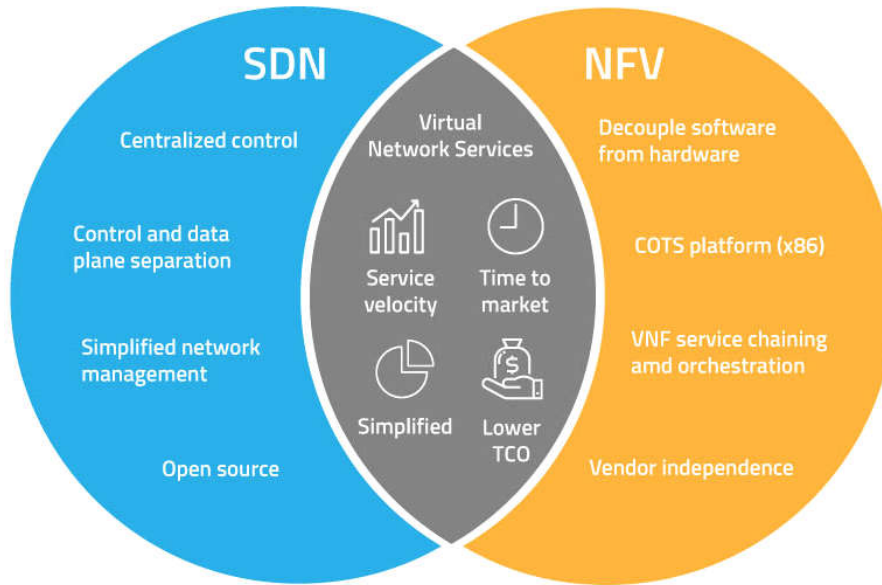 SDN
Centralized control
Control and data
plane separation
Simplified network
management
Open source
Virtual
Network Services
Service
velocity
Time to
market
Simplified
$
Lower
TCO
NFV
Decouple software
from hardware
COTS platform (x86)
VNF service chaining
amd orchestration
Vendor independence